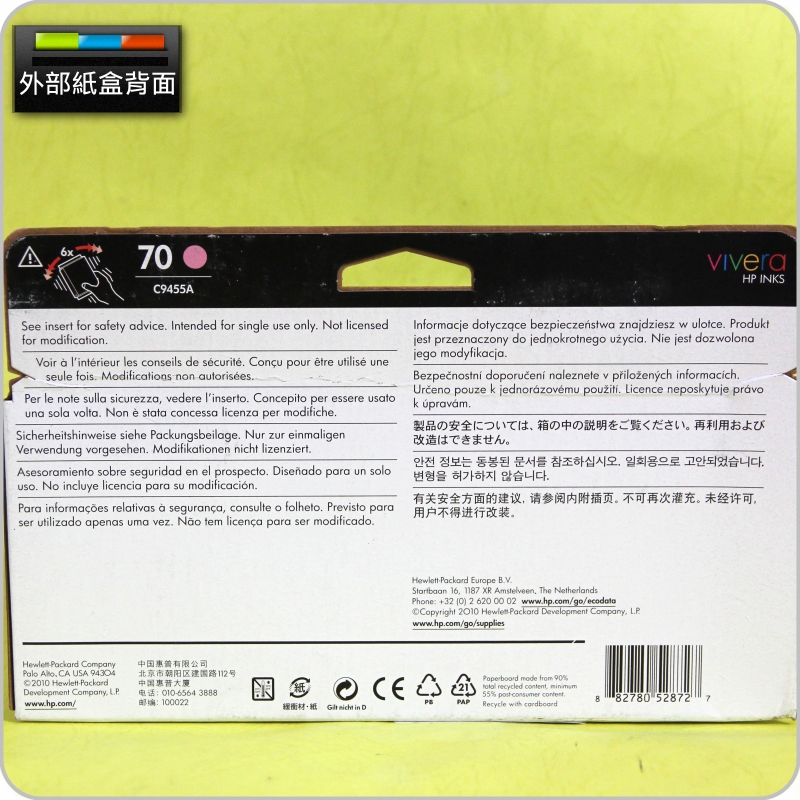 外部紙盒背面
6x
70
C9455A
vivera
HP INKS
See insert for safety advice. Intended for single use only. Not licensed
for modification.
Voir à l'intérieur les conseils de sécurité. Conçu pour être utilisé une
seule fois. Modifications non autorisées.
Per le note sulla sicurezza, vedere l'inserto. Concepito per essere usato
una sola volta. Non è stata concessa licenza per modifiche.
Sicherheitshinweise siehe Packungsbeilage. Nur zur einmaligen
Verwendung vorgesehen. Modifikationen nicht lizenziert.
Asesoramiento sobre seguridad en el prospecto. Diseñado para un solo
uso. No incluye licencia para su modificación.
Para informações relativas à segurança, consulte o folheto. Previsto para
ser utilizado apenas uma vez. Não tem licença para ser modificado.
Informacje dotyczące bezpieczeństwa znajdziesz w ulotce. Produkt
jest przeznaczony do jednokrotnego użycia. Nie jest dozwolona
jego modyfikacja.
Bezpečnostní doporučení naleznete v přiložených informacích.
Určeno pouze k jednorázovému použití. Licence neposkytuje právo
k úpravám.
製品の安全については、箱の中の説明をご覧ください。再利用および
改造はできません。
안전 정보는 동봉된 문서를 참조하십시오. 일회용으로 고안되었습니다.
변형을 허가하지 않습니다.
有关安全方面的建议，请参阅内附插页。不可再次灌充。未经许可，
用户不得进行改装。
Hewlett-Packard Europe B.V.
Startbaan 16, 1187 XR Amstelveen, The Netherlands
Phone: +32 (0) 2 620 00 02 www.hp.com/go/ecodata
©Copyright 2010 Hewlett-Packard Development Company, L.P.
www.hp.com/go/supplies
Hewlett-Packard Company
Palo Alto, CA USA 94304
©2010 Hewlett-Packard
Development Company, L.P.
www.hp.com/
中国惠普有限公司
北京市朝阳区建国路112号
中国惠普大厦
电话: 010-6564 3888
邮编: 100022
紙
緩衝材・紙
Gilt nicht in D
CE
PB
21
PAP
Paperboard made from 90%
total recycled content, minimum
55% post-consumer content.
Recycle with cardboard
8 82780 52872 7